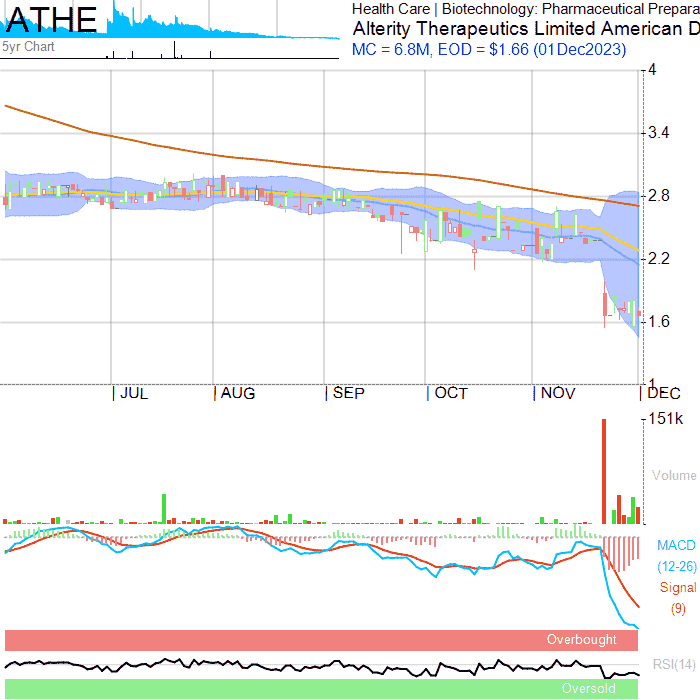 ATHE
5yr Chart
Health Care | Biotechnology: Pharmaceutical Prepara
Alterity Therapeutics Limited American D
MC = 6.8M, EOD = $1.66 (01Dec2023)
4
3.4
2.8
2.2
1.6
1
JUL AUG SEP OCT NOV DEC
151k
Volume
MACD
(12-26)
Signal
(9)
Overbought
RSI(14)
Oversold